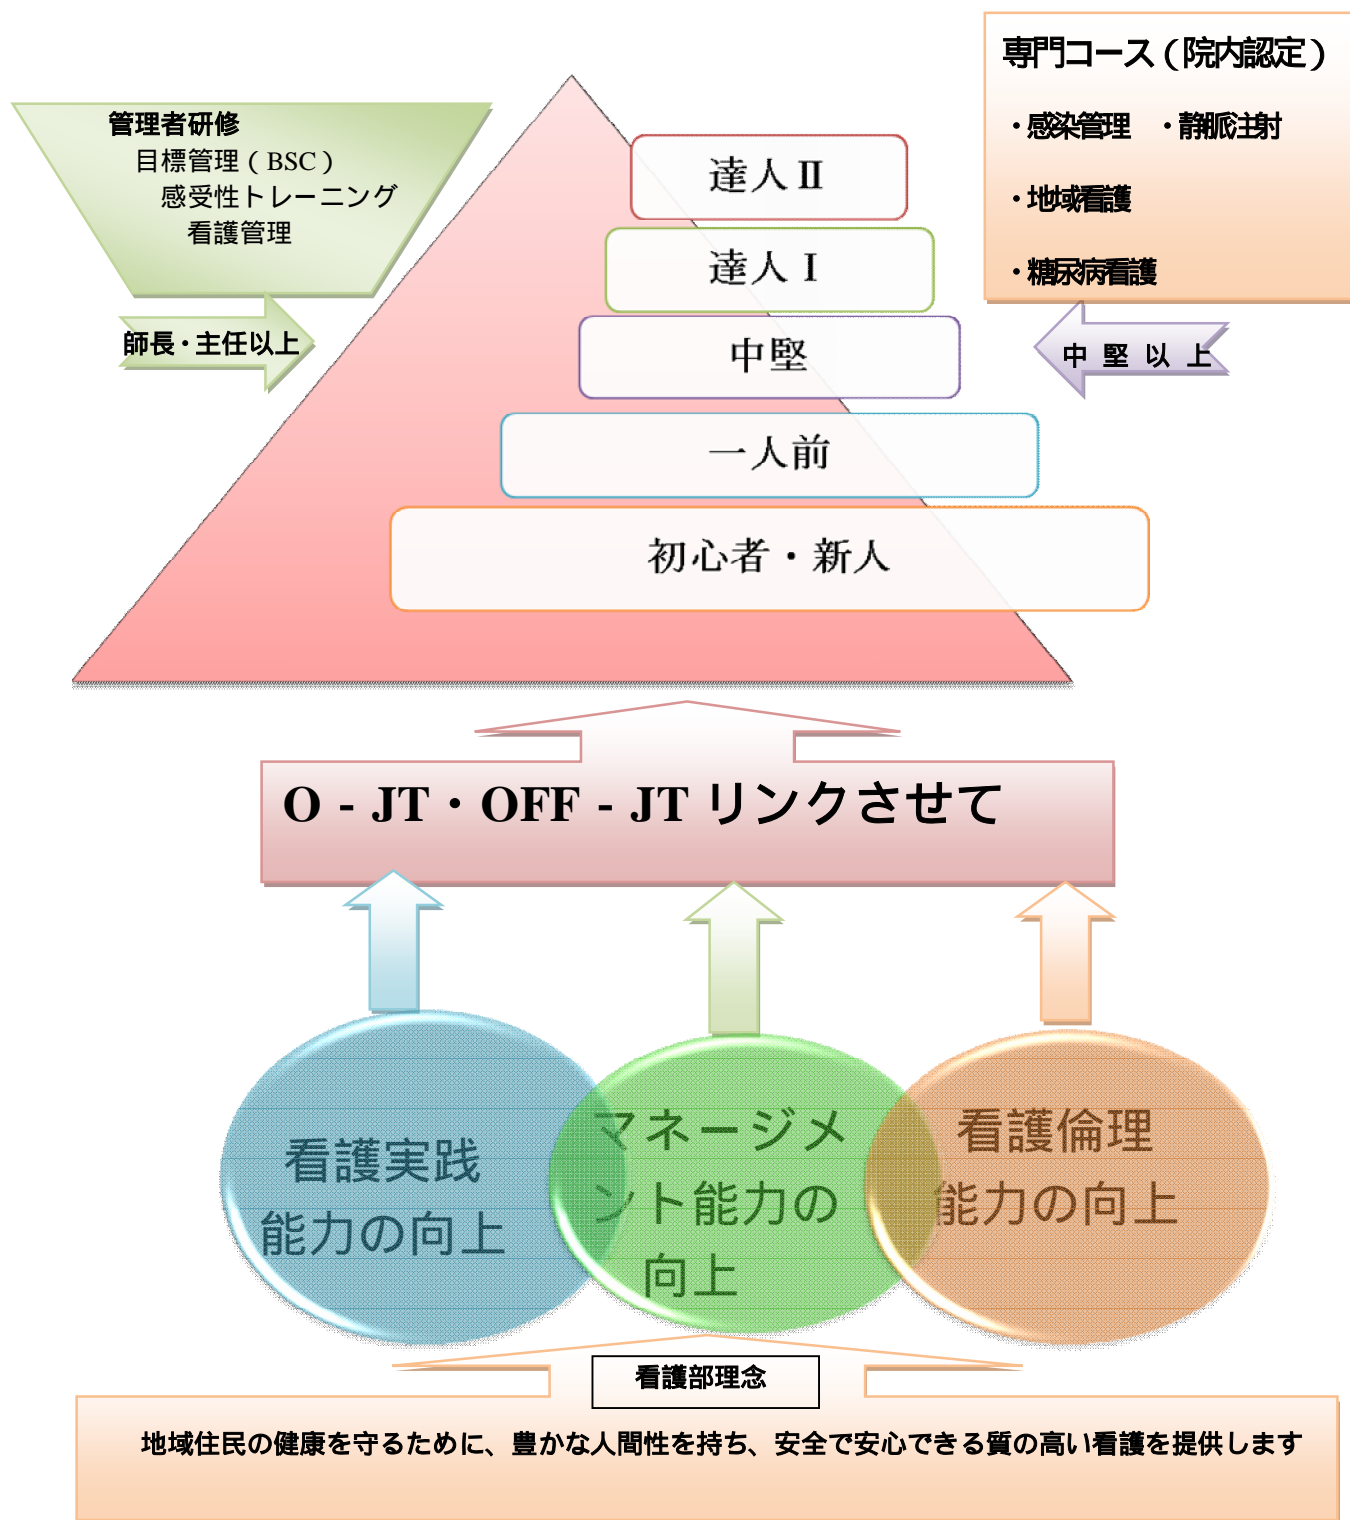 専門コース（院内認定）
・感染管理　・静脈注射
・地域看護
・糖尿病看護
管理者研修
目標管理（BSC）
感受性トレーニング
看護管理
師長・主任以上
中 堅 以 上
達人Ⅱ
達人Ⅰ
中堅
一人前
初心者・新人
O‐JT・OFF‐JT リンクさせて
看護実践
能力の向上
マネージメ
ント能力の
向上
看護倫理
能力の向上
看護部理念
地域住民の健康を守るために、豊かな人間性を持ち、安全で安心できる質の高い看護を提供します